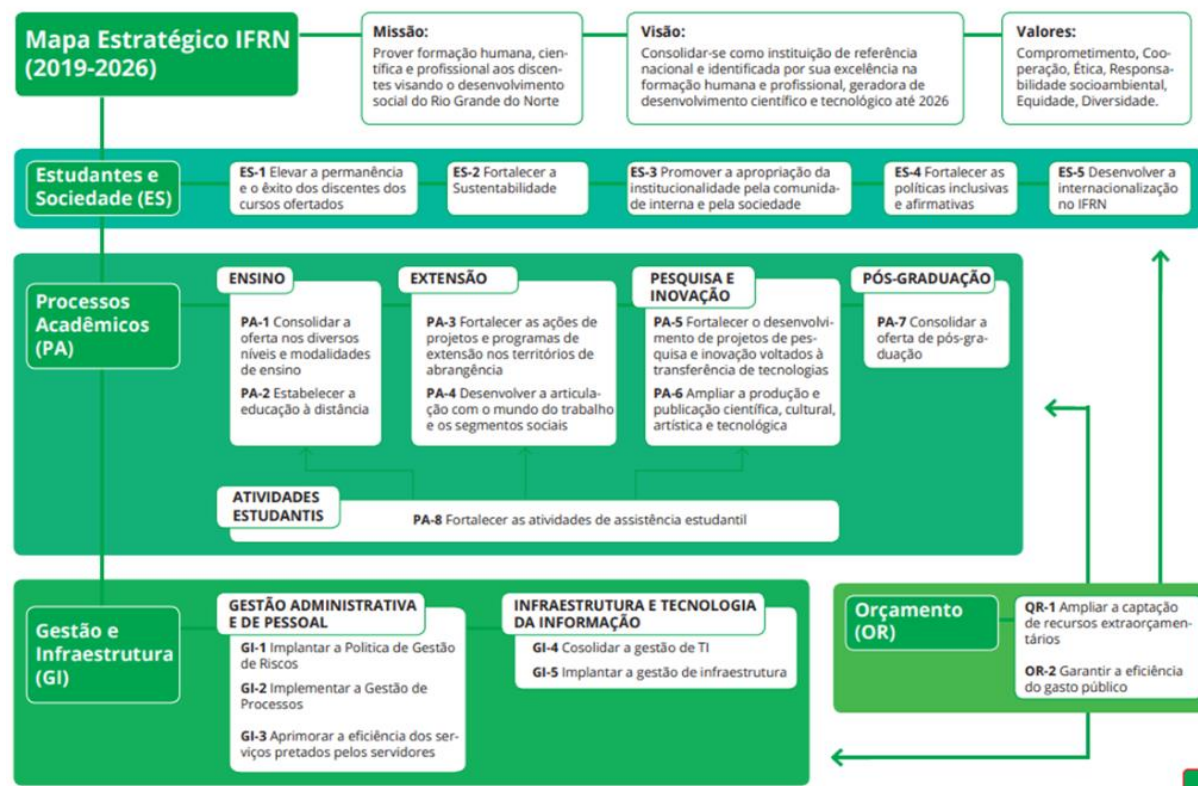 Mapa Estratégico IFRN
(2019-2026)
Missão:
Prover formação humana, cien-
tífica e profissional aos discen-
tes visando o desenvolvimento
social do Rio Grande do Norte
Visão:
Consolidar-se como instituição de referência
nacional e identificada por sua excelência na
formação humana e profissional, geradora de
desenvolvimento científico e tecnológico até 2026
Valores:
Comprometimento, Coo-
peração, Ética, Responsa-
bilidade socioambiental,
Equidade, Diversidade.
Estudantes e
Sociedade (ES)
ES-1 Elevar a permanência
e o êxito dos discentes dos
cursos ofertados
ES-2 Fortalecer a
Sustentabilidade
ES-3 Promover a apropriação da
institucionalidade pela comunida-
de interna e pela sociedade
ES-4 Fortalecer as
políticas inclusivas
e afirmativas
ES-5 Desenvolver a
internacionalização
no IFRN
Processos
Acadêmicos
(PA)
ENSINO
PA-1 Consolidar a
oferta nos diversos
níveis e modalidades
de ensino
PA-2 Estabelecer a
educação à distância
EXTENSÃO
PA-3 Fortalecer as ações de
projetos e programas de
extensão nos territórios de
abrangência
PA-4 Desenvolver a articula-
ção com o mundo do trabalho
e os segmentos sociais
PESQUISA E
INOVAÇÃO
PA-5 Fortalecer o desenvolvi-
mento de projetos de pes-
quisa e inovação voltados à
transferência de tecnologias
PA-6 Ampliar a produção e
publicação científica, cultural,
artística e tecnológica
PÓS-GRADUAÇÃO
PA-7 Consolidar a
oferta de pós-gra-
duação
ATIVIDADES
ESTUDANTIS
PA-8 Fortalecer as atividades de assistência estudantil
Gestão e
Infraestrutura
(GI)
GESTÃO ADMINISTRATIVA
E DE PESSOAL
GI-1 Implantar a Politica de Gestão
de Riscos
GI-2 Implementar a Gestão de
Processos
GI-3 Aprimorar a eficiência dos ser-
viços pretados pelos servidores
INFRAESTRUTURA E TECNOLOGIA
DA INFORMAÇÃO
GI-4 Cosolidar a gestão de TI
GI-5 Implantar a gestão de infraestrutura
Orçamento
(OR)
QR-1 Ampliar a captação
de recursos extraorçamen-
tários
OR-2 Garantir a eficiência
do gasto público